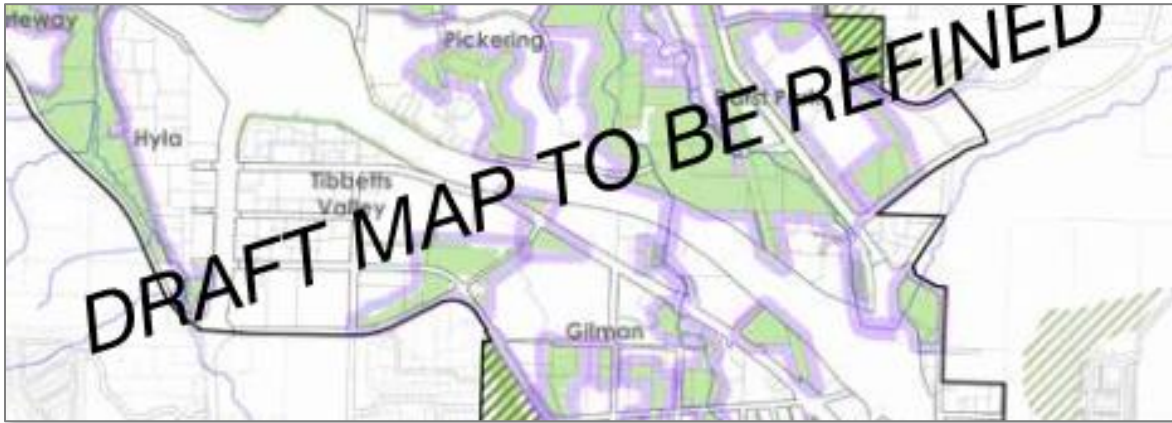 Pickering
Hyla
Tibbetts
Valley
Gilman
DRAFT MAP TO BE REFINED